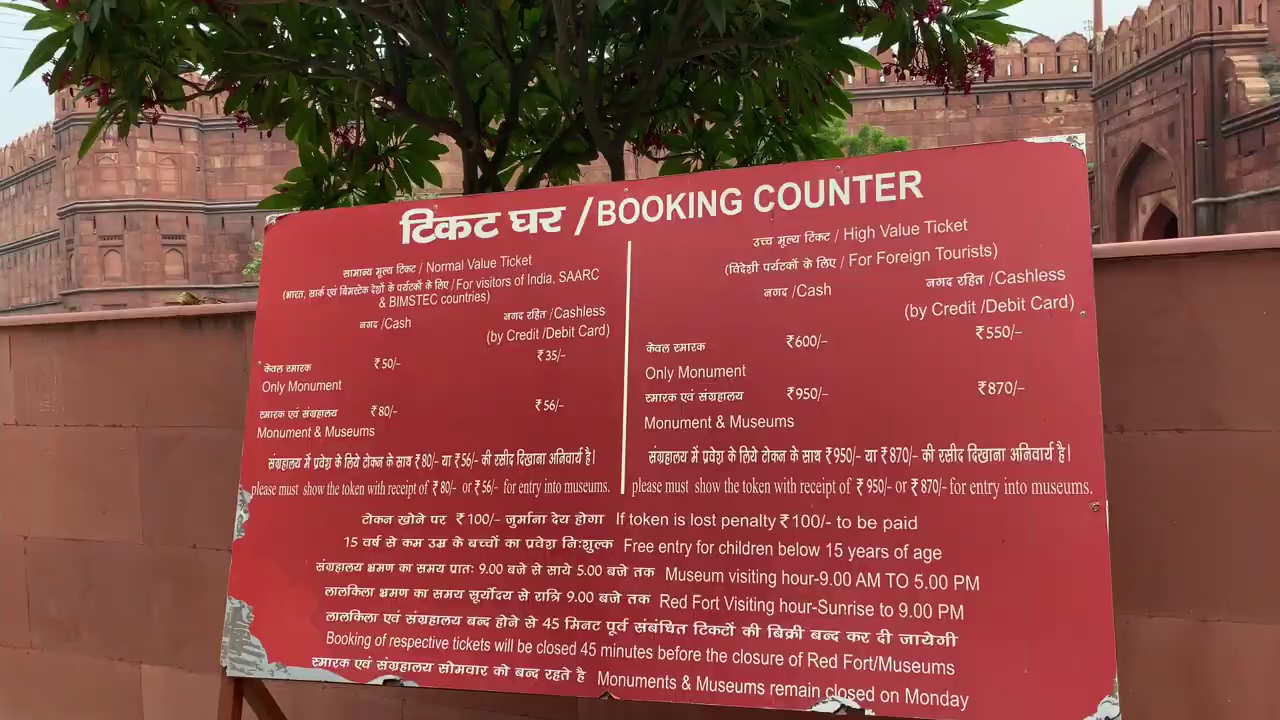 टिकट घर / BOOKING COUNTER
सामान्य मूल्य टिकट / Normal Value Ticket
(भारत, सार्क एवं बिमस्टेक देशों के पर्यटकों के लिए / For visitors of India, SAARC
& BIMSTEC countries)
नगद /Cash नगद रहित /Cashless
(by Credit /Debit Card)
केवल स्मारक ₹50/- ₹35/-
Only Monument
स्मारक एवं संग्रहालय ₹80/- ₹56/-
Monument & Museums
संग्रहालय में प्रवेश के लिये टोकन के साथ ₹80/- या ₹56/- की रसीद दिखाना अनिवार्य है।
please must show the token with receipt of ₹80/- or ₹56/- for entry into museums.
उच्च मूल्य टिकट / High Value Ticket
(विदेशी पर्यटकों के लिए / For Foreign Tourists)
नगद /Cash नगद रहित /Cashless
(by Credit /Debit Card)
केवल स्मारक ₹600/- ₹550/-
Only Monument
स्मारक एवं संग्रहालय ₹950/- ₹870/-
Monument & Museums
संग्रहालय में प्रवेश के लिये टोकन के साथ ₹950/- या ₹870/- की रसीद दिखाना अनिवार्य है।
please must show the token with receipt of ₹950/- or ₹870/- for entry into museums.
टोकन खोने पर ₹100/- जुर्माना देय होगा If token is lost penalty ₹100/- to be paid
15 वर्ष से कम उम्र के बच्चों का प्रवेश निःशुल्क Free entry for children below 15 years of age
संग्रहालय भ्रमण का समय प्रातः 9.00 बजे से सायं 5.00 बजे तक Museum visiting hour-9.00 AM TO 5.00 PM
लालकिला भ्रमण का समय सूर्योदय से रात्रि 9.00 बजे तक Red Fort Visiting hour-Sunrise to 9.00 PM
लालकिला एवं संग्रहालय बन्द होने से 45 मिनट पूर्व संबंधित टिकटों की बिक्री बन्द कर दी जायेगी
Booking of respective tickets will be closed 45 minutes before the closure of Red Fort/Museums
स्मारक एवं संग्रहालय सोमवार को बन्द रहते है Monuments & Museums remain closed on Monday